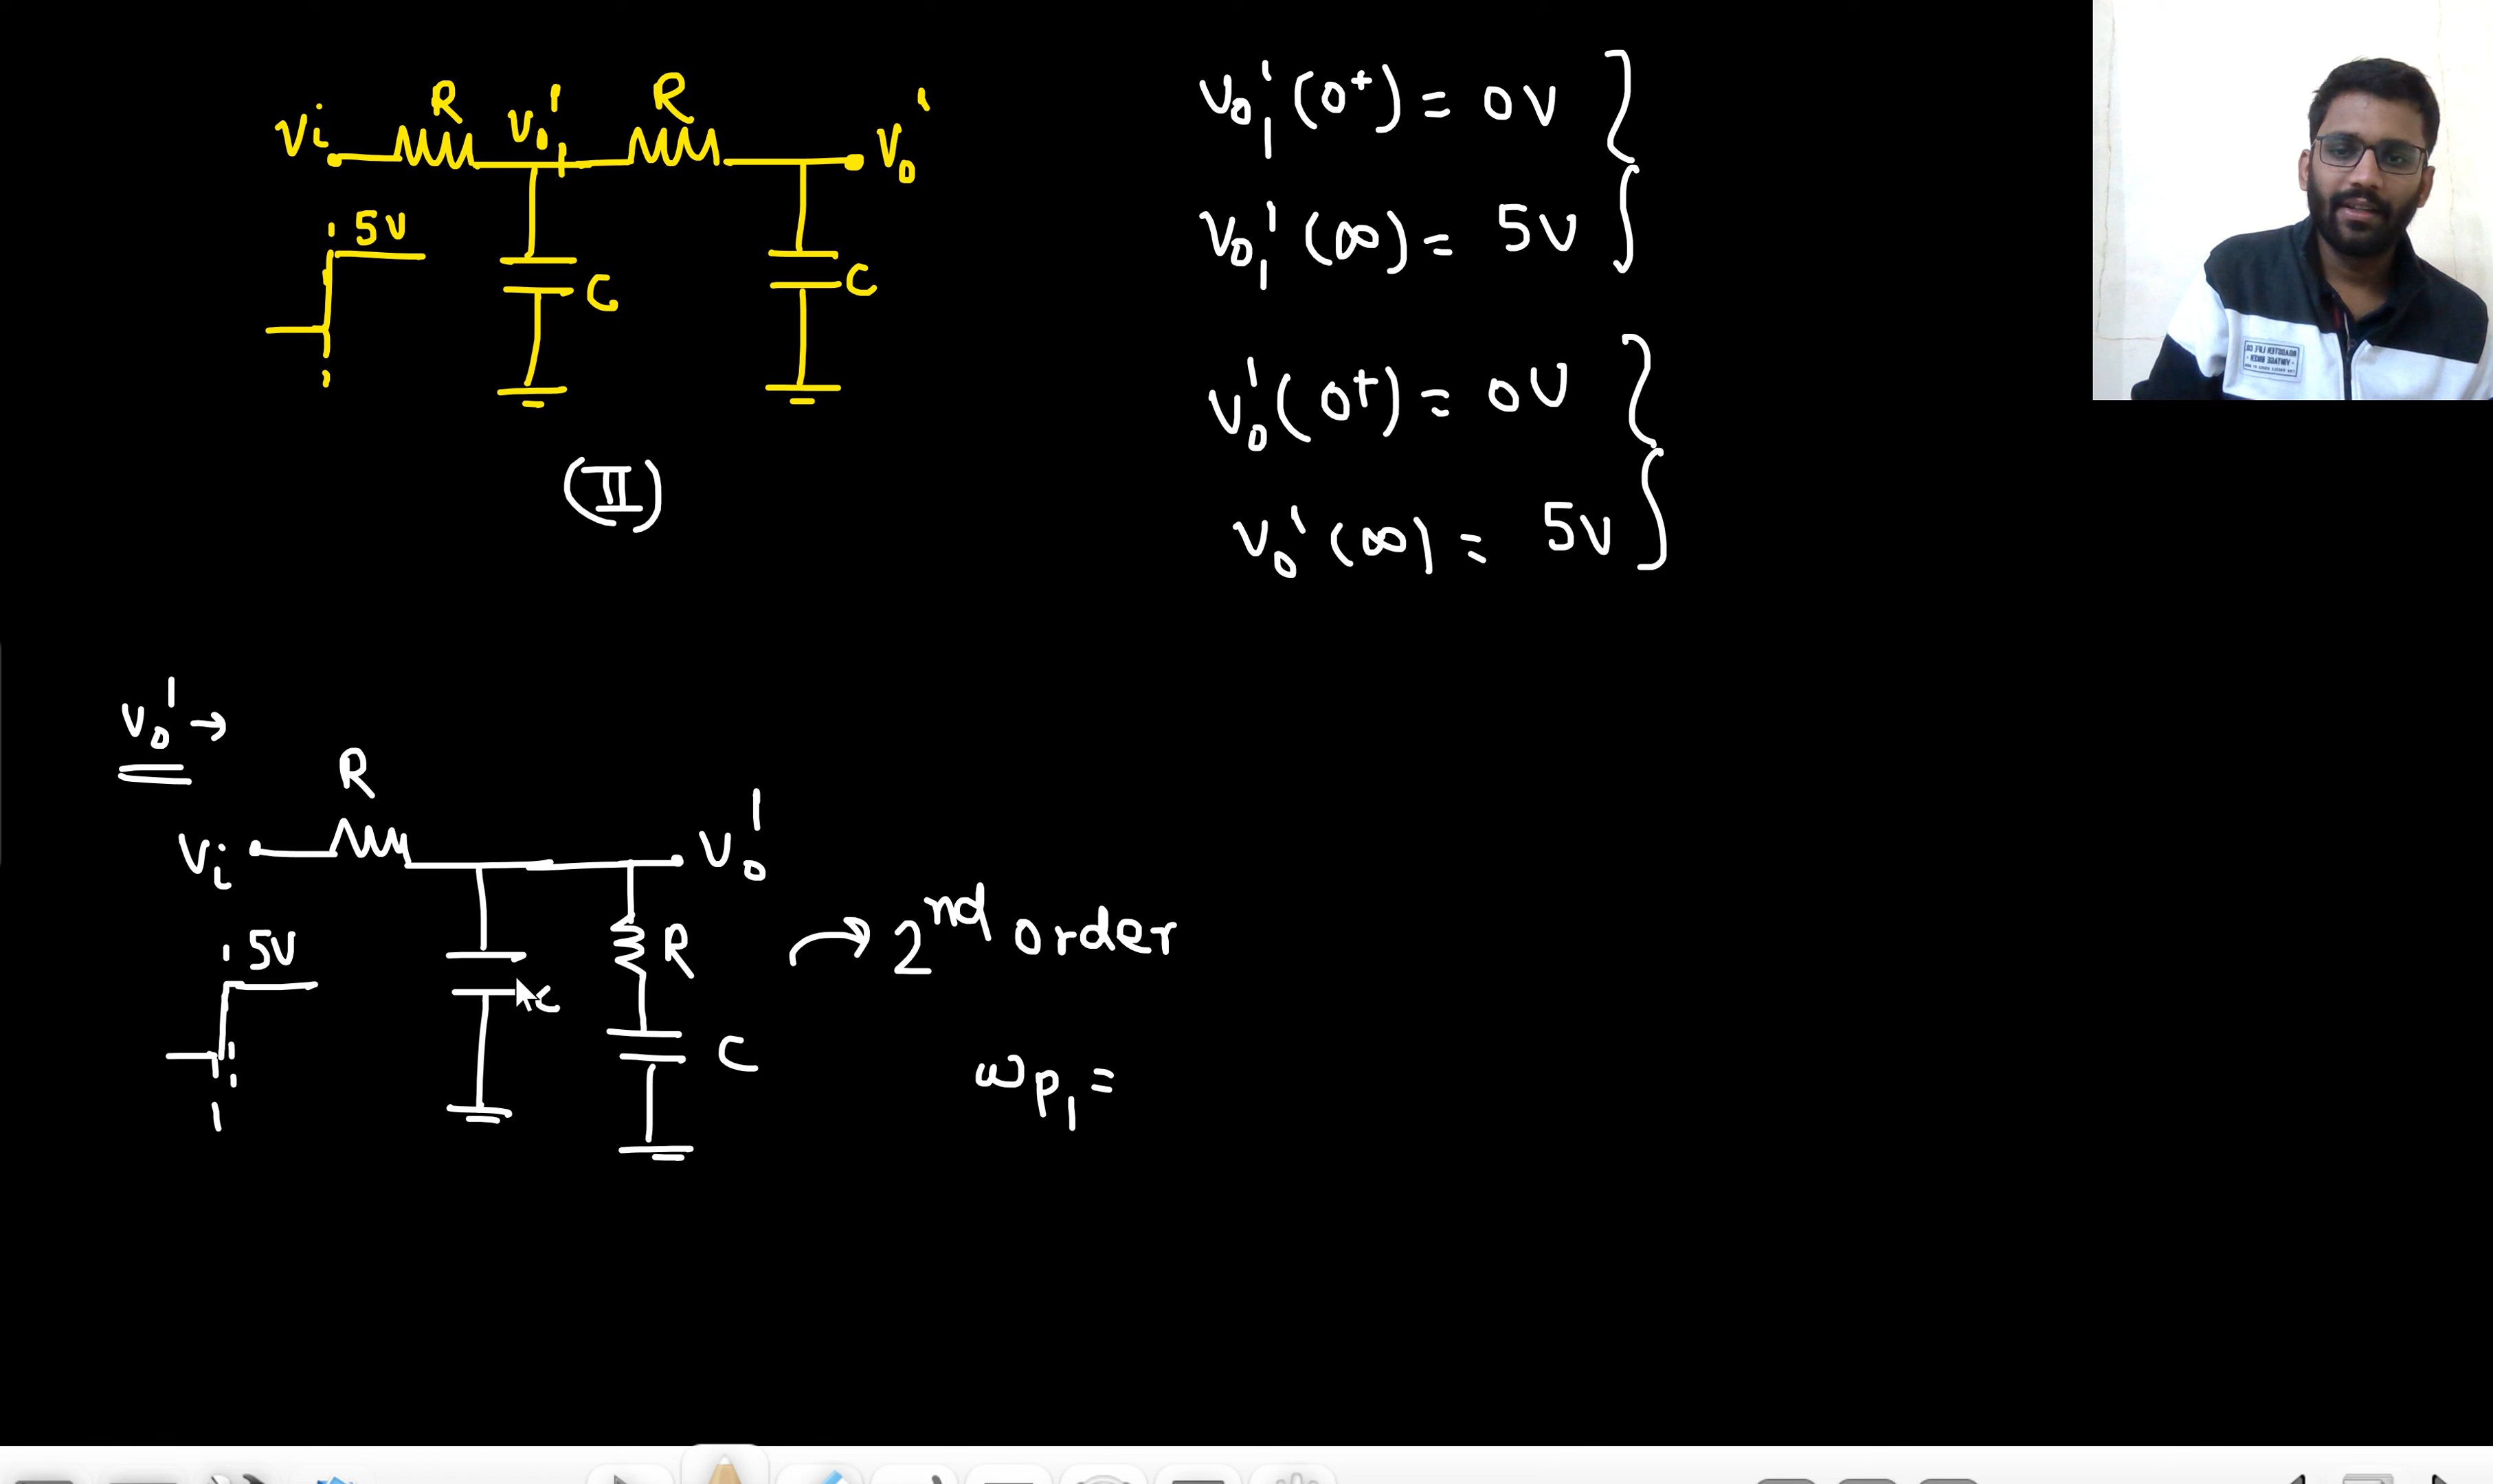 Vi R V₀₁' R V₀'
5V
C C
(II)
V₀₁'(0⁺) = 0V
V₀₁'(∞) = 5V
V₀'(0⁺) = 0V
V₀'(∞) = 5V
V₀' →
R
Vi V₀'
5V R
C
C
→ 2nd order
ωp₁ =